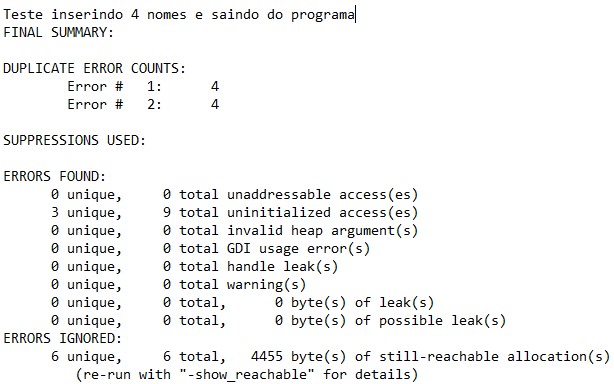 Teste inserindo 4 nomes e saindo do programa
FINAL SUMMARY:

DUPLICATE ERROR COUNTS:
        Error #   1:      4
        Error #   2:      4

SUPPRESSIONS USED:

ERRORS FOUND:
      0 unique,     0 total unaddressable access(es)
      3 unique,     9 total uninitialized access(es)
      0 unique,     0 total invalid heap argument(s)
      0 unique,     0 total GDI usage error(s)
      0 unique,     0 total handle leak(s)
      0 unique,     0 total warning(s)
      0 unique,     0 total,      0 byte(s) of leak(s)
      0 unique,     0 total,      0 byte(s) of possible leak(s)
ERRORS IGNORED:
      6 unique,     6 total,   4455 byte(s) of still-reachable allocation(s)
         (re-run with "-show_reachable" for details)